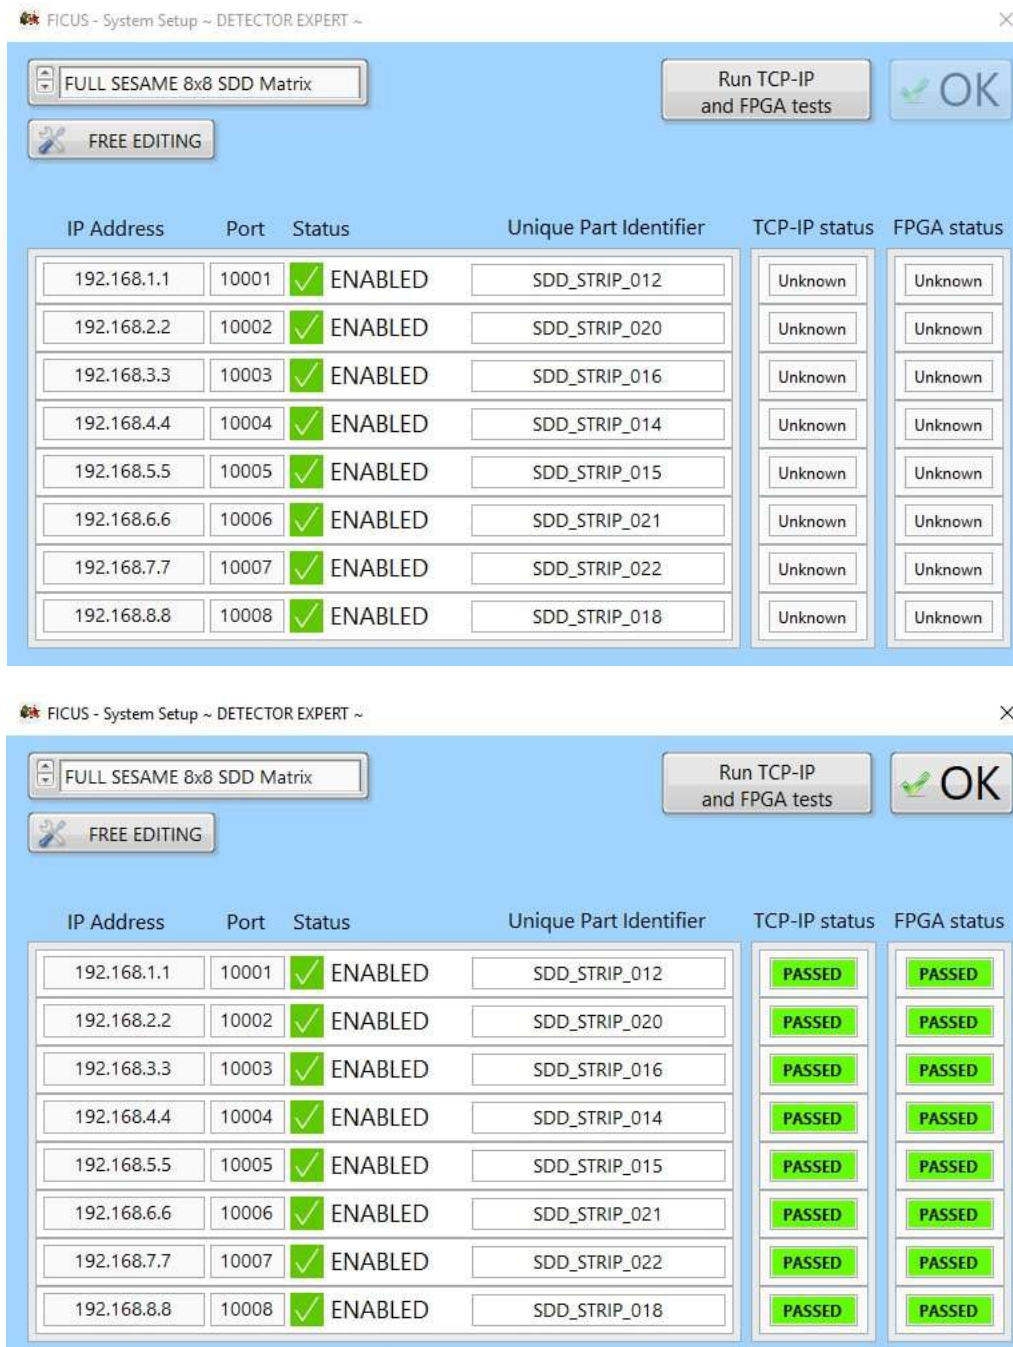 FICUS - System Setup ~ DETECTOR EXPERT ~
FULL SESAME 8x8 SDD Matrix
Run TCP-IP
and FPGA tests
OK
FREE EDITING
IP Address Port Status Unique Part Identifier TCP-IP status FPGA status
192.168.1.1 10001 ENABLED SDD_STRIP_012 Unknown Unknown
192.168.2.2 10002 ENABLED SDD_STRIP_020 Unknown Unknown
192.168.3.3 10003 ENABLED SDD_STRIP_016 Unknown Unknown
192.168.4.4 10004 ENABLED SDD_STRIP_014 Unknown Unknown
192.168.5.5 10005 ENABLED SDD_STRIP_015 Unknown Unknown
192.168.6.6 10006 ENABLED SDD_STRIP_021 Unknown Unknown
192.168.7.7 10007 ENABLED SDD_STRIP_022 Unknown Unknown
192.168.8.8 10008 ENABLED SDD_STRIP_018 Unknown Unknown
FICUS - System Setup ~ DETECTOR EXPERT ~
FULL SESAME 8x8 SDD Matrix
Run TCP-IP
and FPGA tests
OK
FREE EDITING
IP Address Port Status Unique Part Identifier TCP-IP status FPGA status
192.168.1.1 10001 ENABLED SDD_STRIP_012 PASSED PASSED
192.168.2.2 10002 ENABLED SDD_STRIP_020 PASSED PASSED
192.168.3.3 10003 ENABLED SDD_STRIP_016 PASSED PASSED
192.168.4.4 10004 ENABLED SDD_STRIP_014 PASSED PASSED
192.168.5.5 10005 ENABLED SDD_STRIP_015 PASSED PASSED
192.168.6.6 10006 ENABLED SDD_STRIP_021 PASSED PASSED
192.168.7.7 10007 ENABLED SDD_STRIP_022 PASSED PASSED
192.168.8.8 10008 ENABLED SDD_STRIP_018 PASSED PASSED